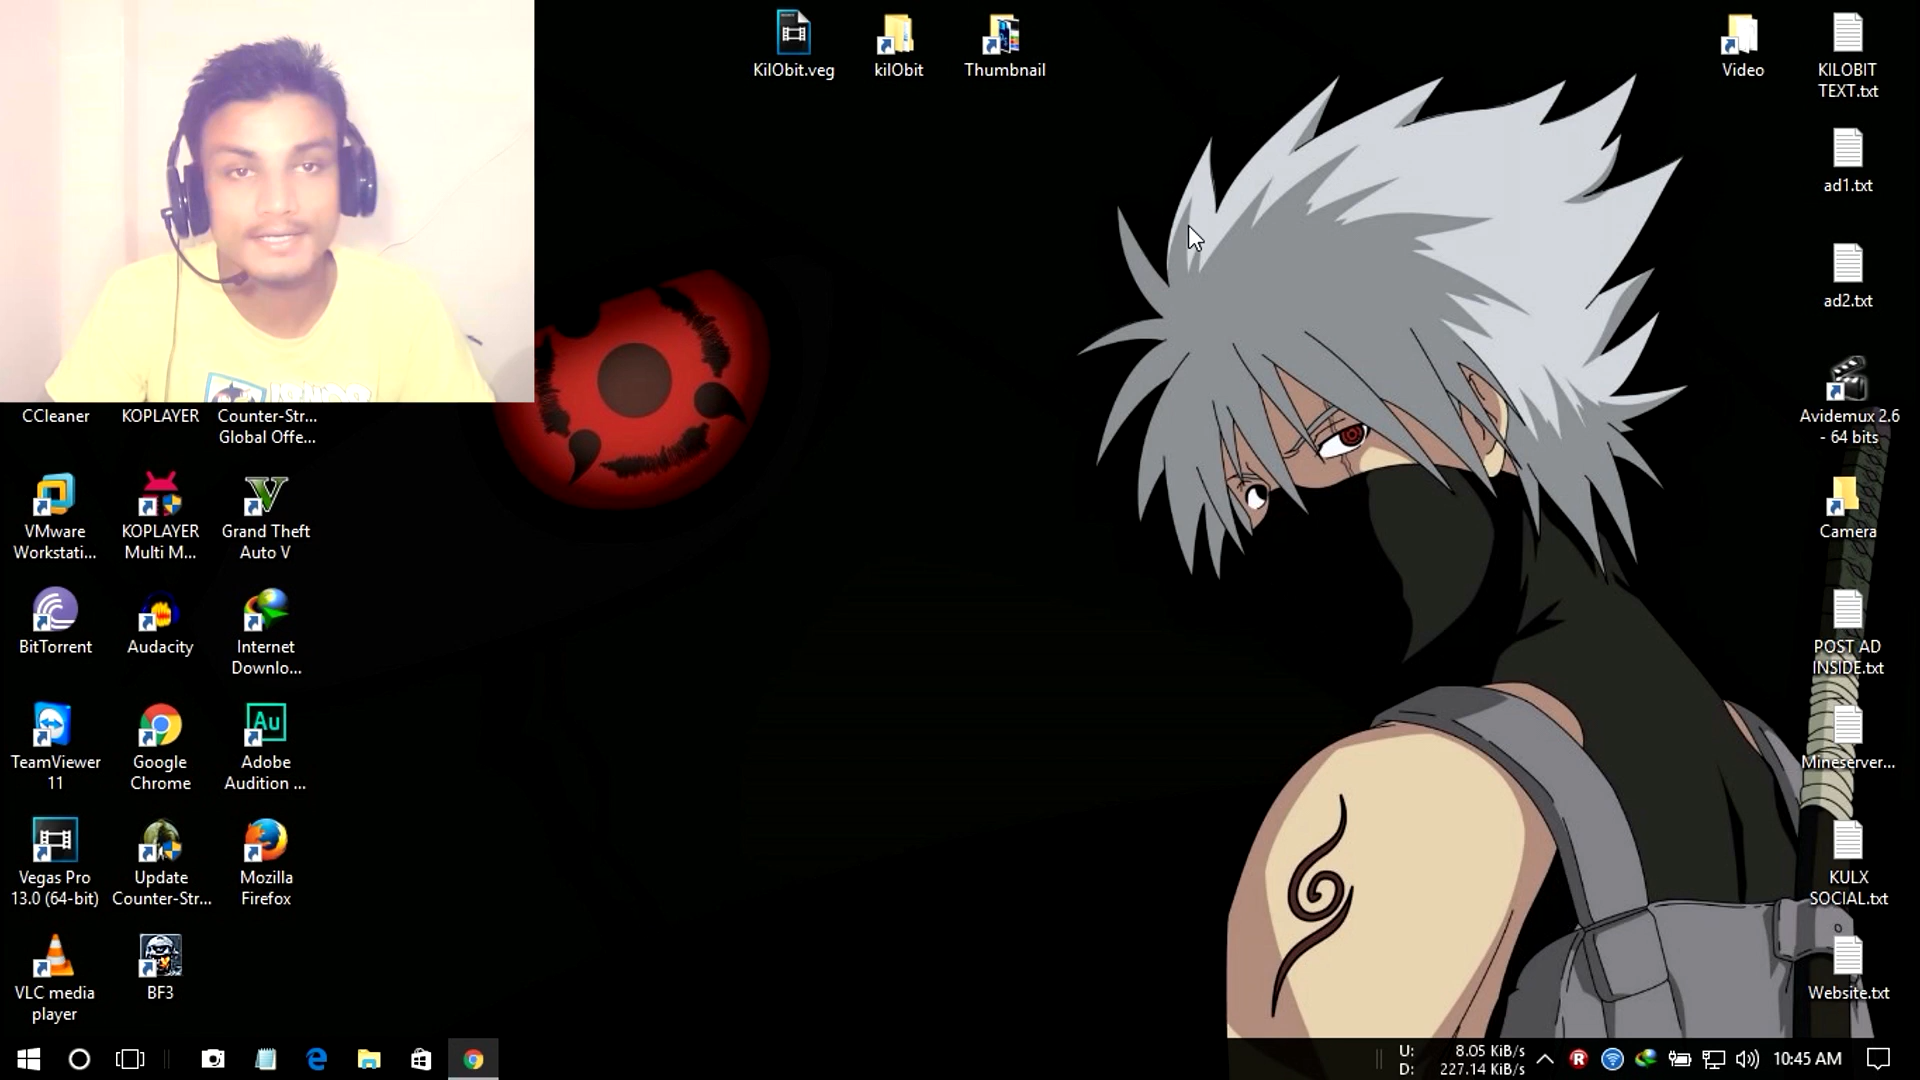 KilObit.veg
kilObit
Thumbnail
Video
KILOBIT
TEXT.txt
ad1.txt
ad2.txt
CCleaner
KOPLAYER
Counter-Str...
Global Offe...
Avidemux 2.6
- 64 bits
VMware
Workstati...
KOPLAYER
Multi M...
Grand Theft
Auto V
Camera
BitTorrent
Audacity
Internet
Downlo...
POST AD
INSIDE.txt
TeamViewer
11
Google
Chrome
Au
Adobe
Audition ...
Mineserver...
Vegas Pro
13.0 (64-bit)
Update
Counter-Str...
Mozilla
Firefox
KULX
SOCIAL.txt
VLC media
player
BF3
Website.txt
U: 8.05 KiB/s
D: 227.14 KiB/s
10:45 AM